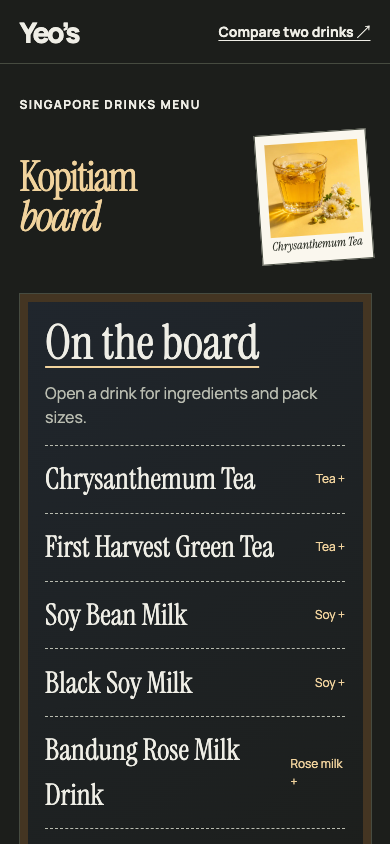 Yeo's
Compare two drinks ↗
SINGAPORE DRINKS MENU
Kopitiam
board
Chrysanthemum Tea
On the board
Open a drink for ingredients and pack
sizes.
Chrysanthemum Tea
Tea +
First Harvest Green Tea
Tea +
Soy Bean Milk
Soy +
Black Soy Milk
Soy +
Bandung Rose Milk
Drink
Rose milk
+